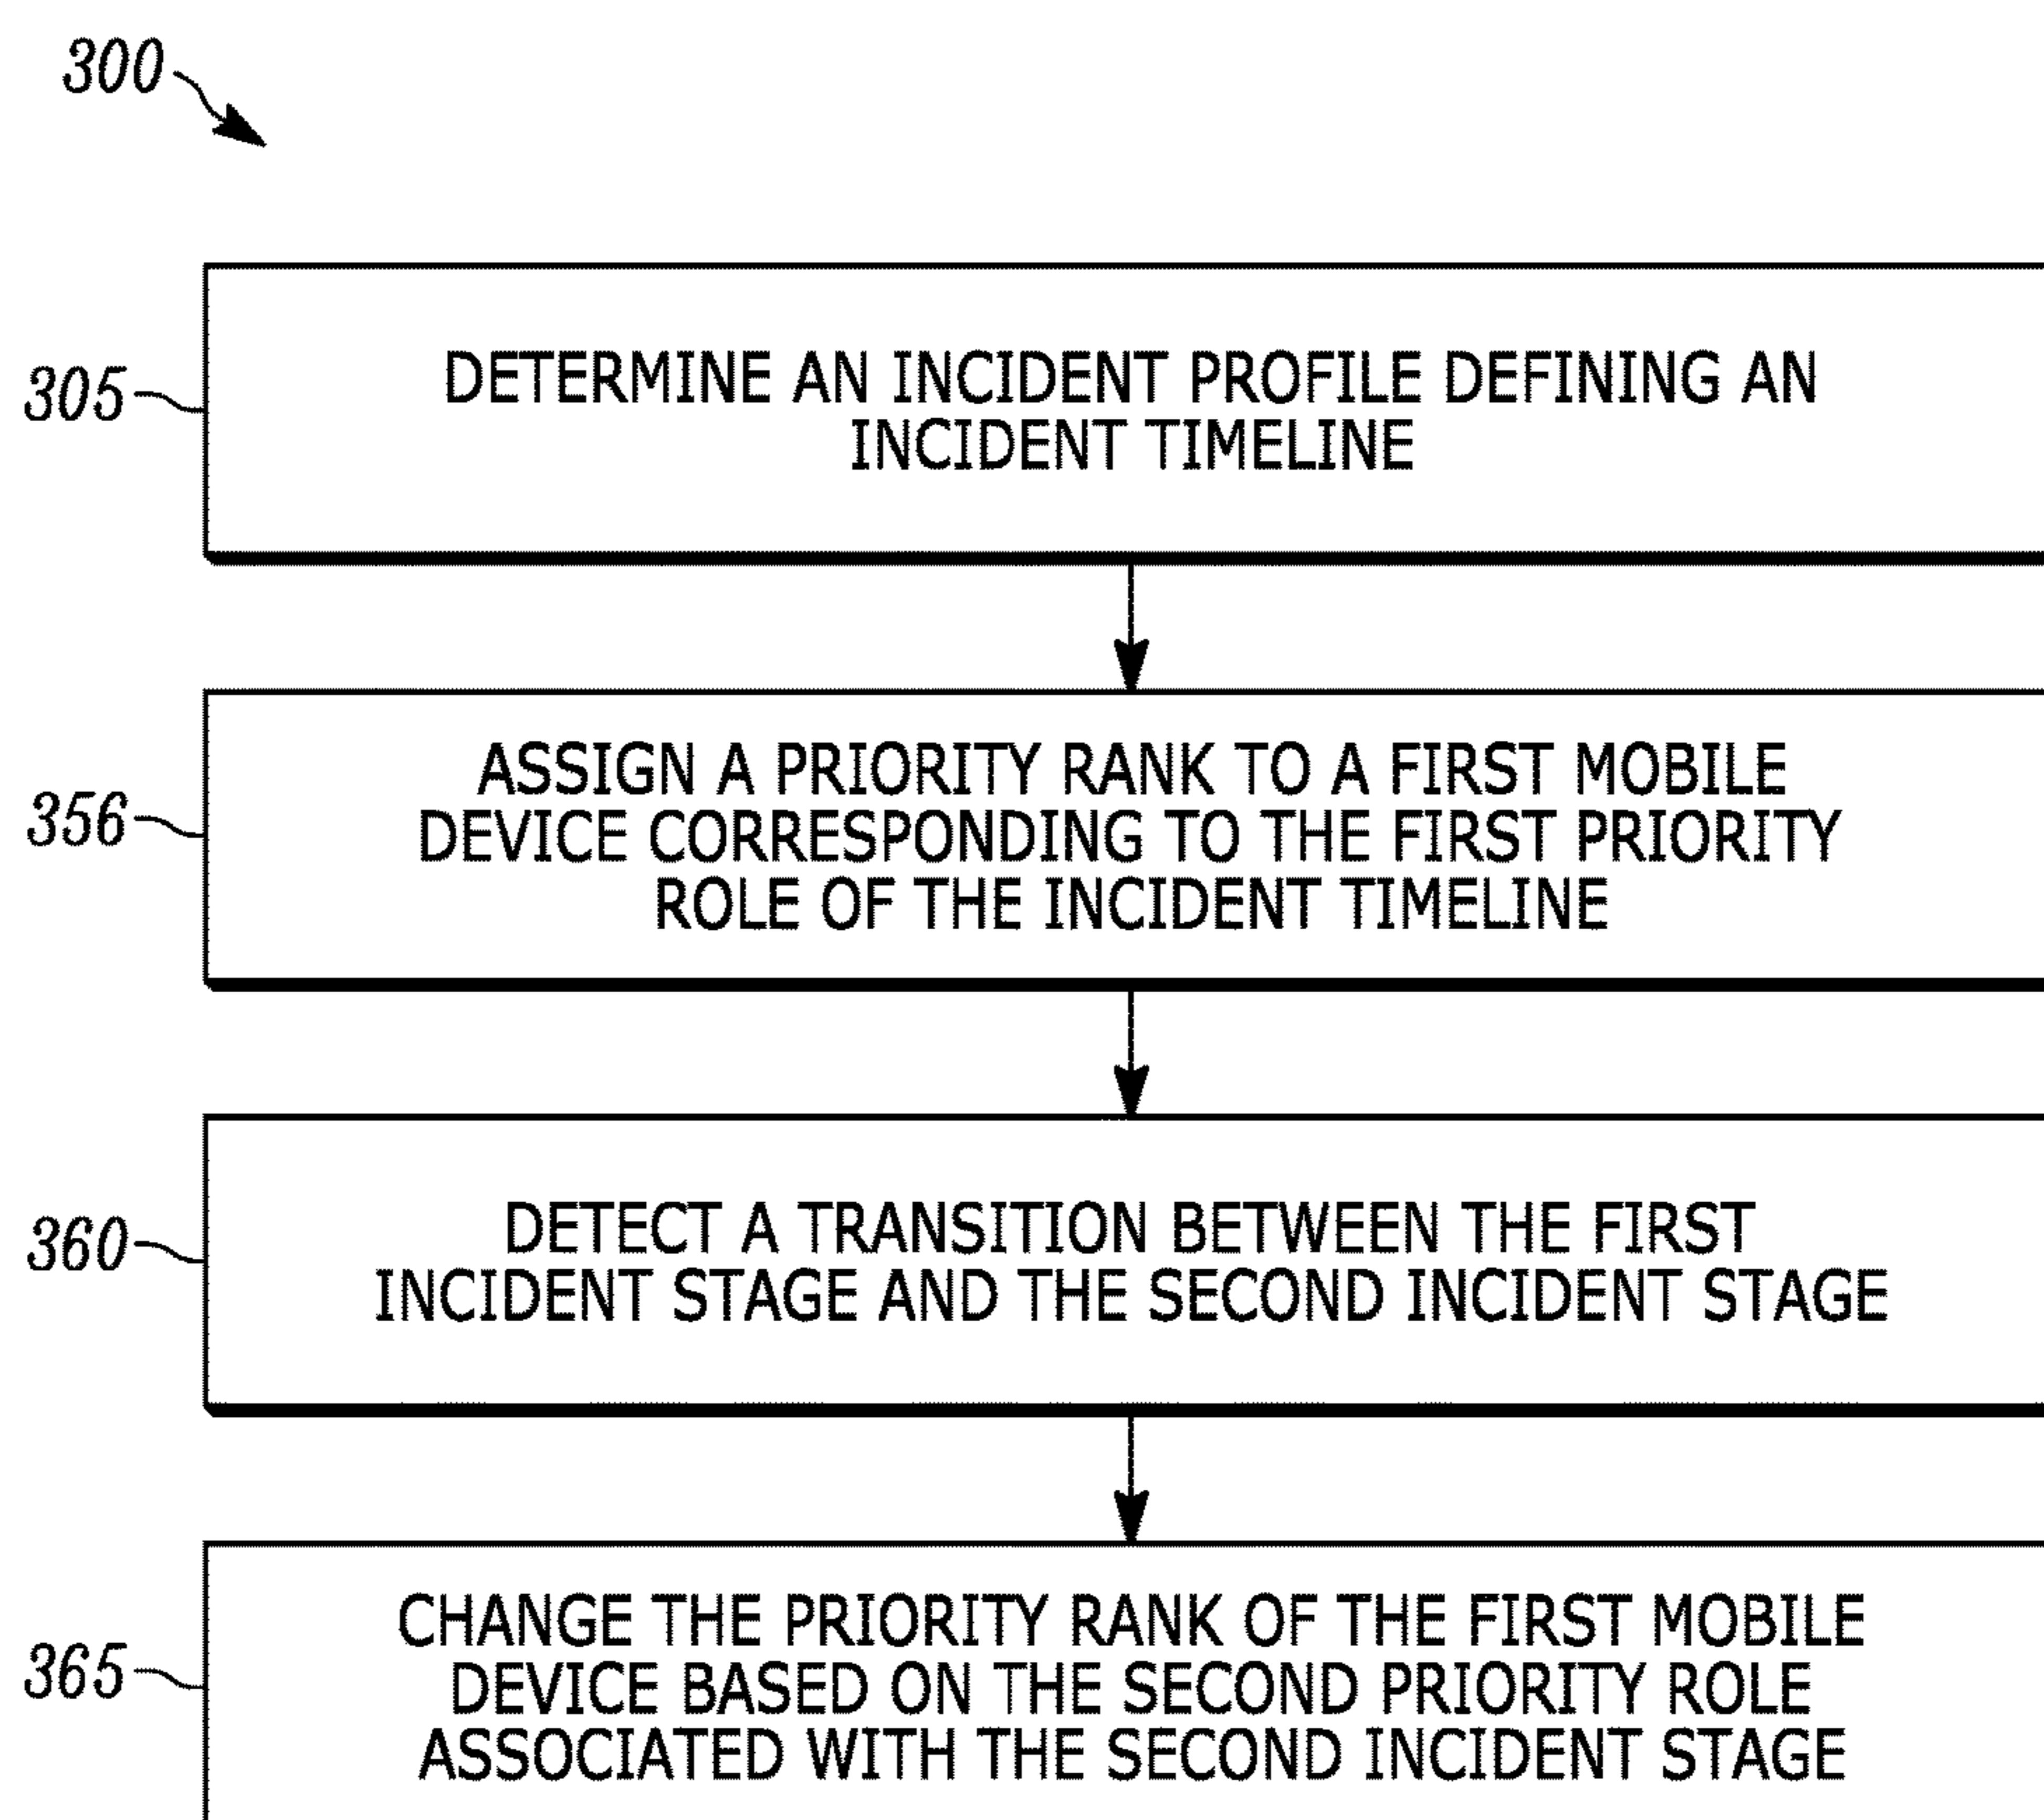 300
305
DETERMINE AN INCIDENT PROFILE DEFINING AN
INCIDENT TIMELINE
356
ASSIGN A PRIORITY RANK TO A FIRST MOBILE
DEVICE CORRESPONDING TO THE FIRST PRIORITY
ROLE OF THE INCIDENT TIMELINE
360
DETECT A TRANSITION BETWEEN THE FIRST
INCIDENT STAGE AND THE SECOND INCIDENT STAGE
365
CHANGE THE PRIORITY RANK OF THE FIRST MOBILE
DEVICE BASED ON THE SECOND PRIORITY ROLE
ASSOCIATED WITH THE SECOND INCIDENT STAGE